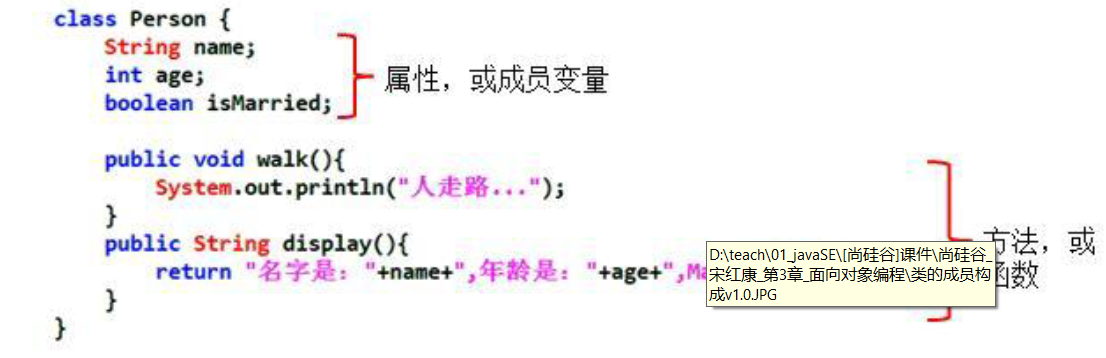 class Person {
String name;
int age;
boolean isMarried;
属性，或成员变量
public void walk(){
System.out.println("人走路...");
}
public String display(){
return "名字是："+name+",年龄是："+age+",Ma
}
}
方法，或
函数
D:\teach\01_javaSE\[尚硅谷]课件\尚硅谷_
宋红康_第3章_面向对象编程\类的成员构
成v1.0.JPG